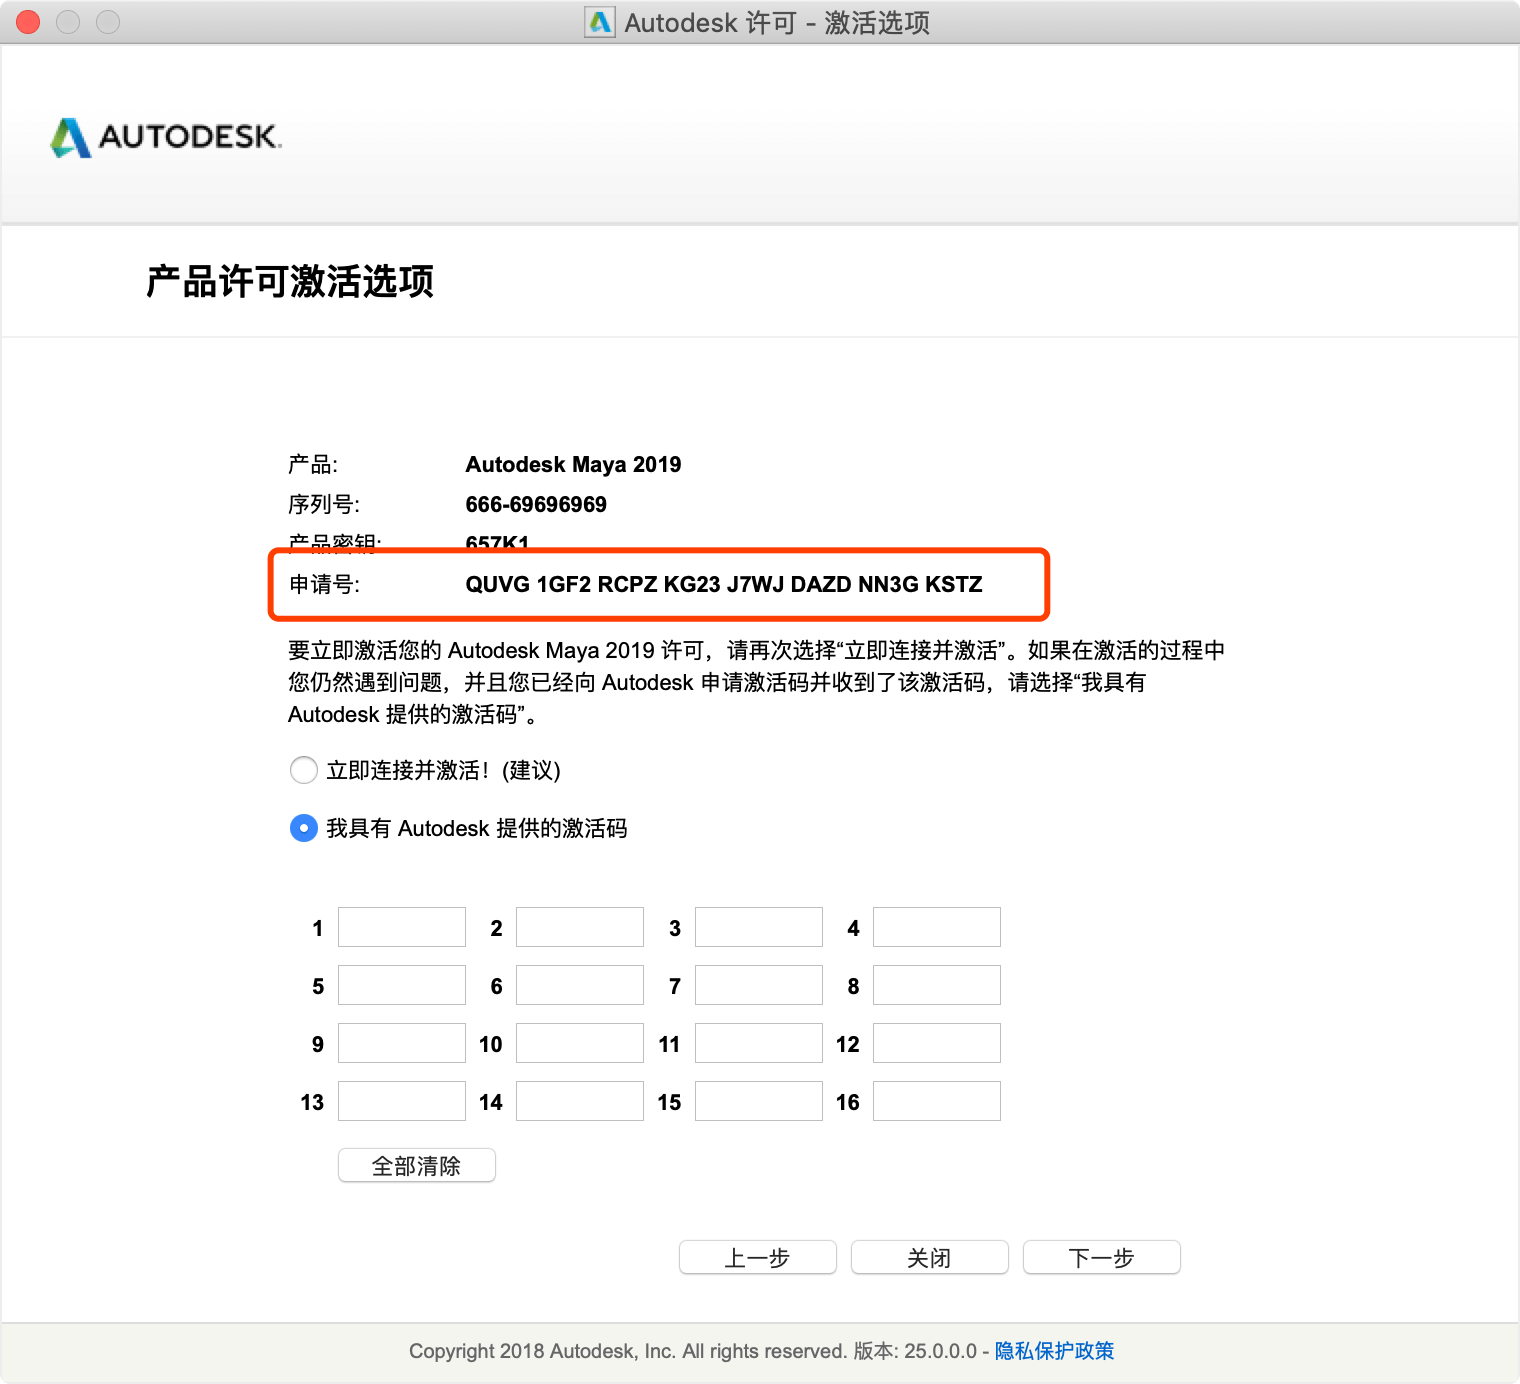 Autodesk 许可 - 激活选项
AUTODESK.
产品许可激活选项
产品: Autodesk Maya 2019
序列号: 666-69696969
产品密钥: 657K1
申请号: QUVG 1GF2 RCPZ KG23 J7WJ DAZD NN3G KSTZ
要立即激活您的 Autodesk Maya 2019 许可，请再次选择“立即连接并激活”。如果在激活的过程中
您仍然遇到问题，并且您已经向 Autodesk 申请激活码并收到了该激活码，请选择“我具有
Autodesk 提供的激活码”。
立即连接并激活！(建议)
我具有 Autodesk 提供的激活码
1 2 3 4
5 6 7 8
9 10 11 12
13 14 15 16
全部清除
上一步 关闭 下一步
Copyright 2018 Autodesk, Inc. All rights reserved. 版本: 25.0.0.0 - 隐私保护政策